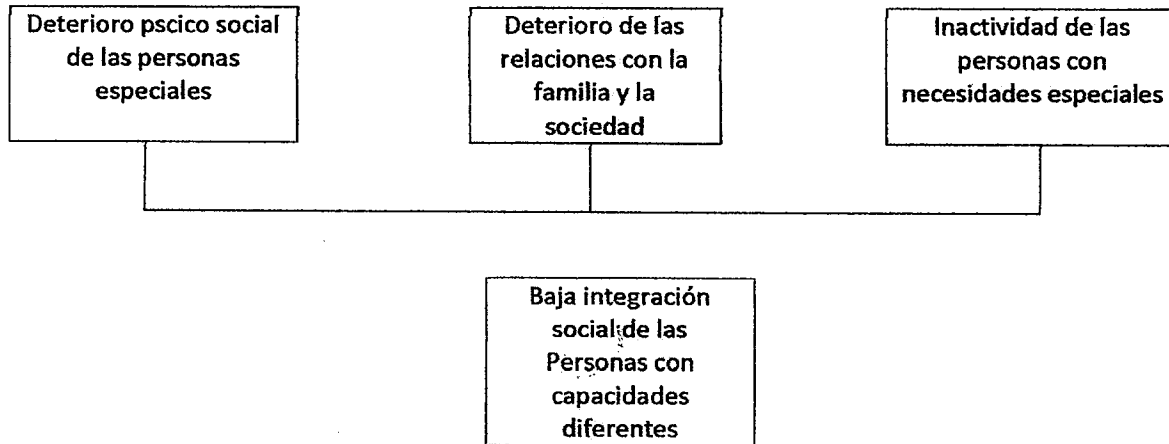 Deterioro pscico social
de las personas
especiales
Deterioro de las
relaciones con la
familia y la
sociedad
Inactividad de las
personas con
necesidades especiales
Baja integración
social de las
Personas con
capacidades
diferentes